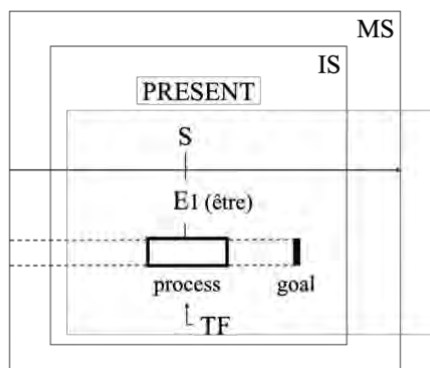 MS
IS
PRESENT
S
E1 (être)
process goal
TF